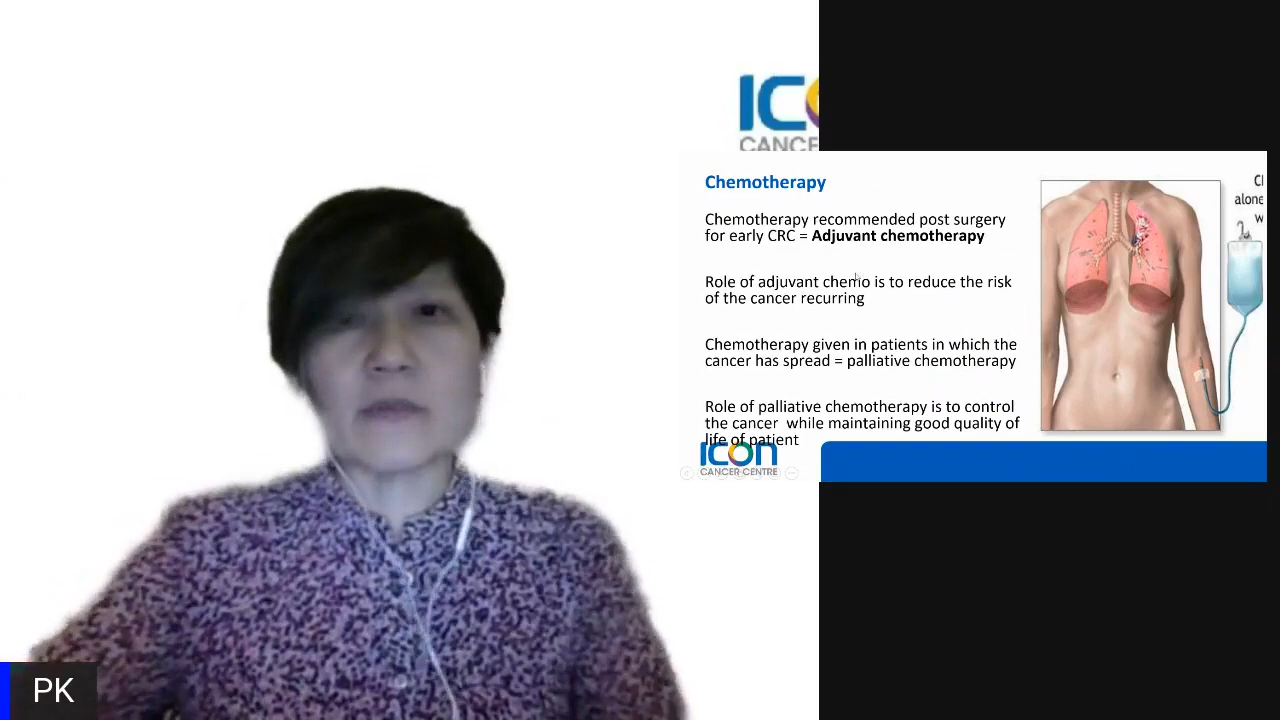 IC
CANCE
Chemotherapy
Chemotherapy recommended post surgery
for early CRC = Adjuvant chemotherapy
Role of adjuvant chemo is to reduce the risk
of the cancer recurring
Chemotherapy given in patients in which the
cancer has spread = palliative chemotherapy
Role of palliative chemotherapy is to control
the cancer while maintaining good quality of
life of patient
alone
w
ICON
CANCER CENTRE
PK